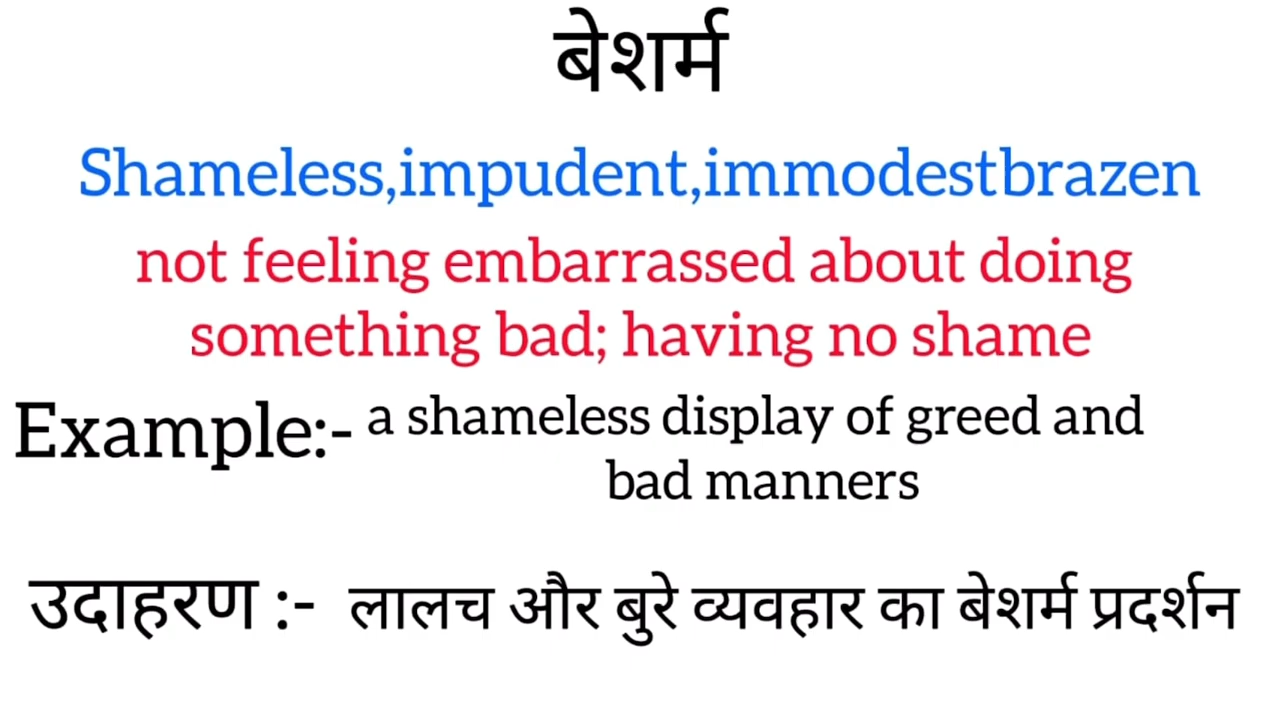 बेशर्म
Shameless,impudent,immodestbrazen
not feeling embarrassed about doing
something bad; having no shame
Example:- a shameless display of greed and
bad manners
उदाहरण :- लालच और बुरे व्यवहार का बेशर्म प्रदर्शन